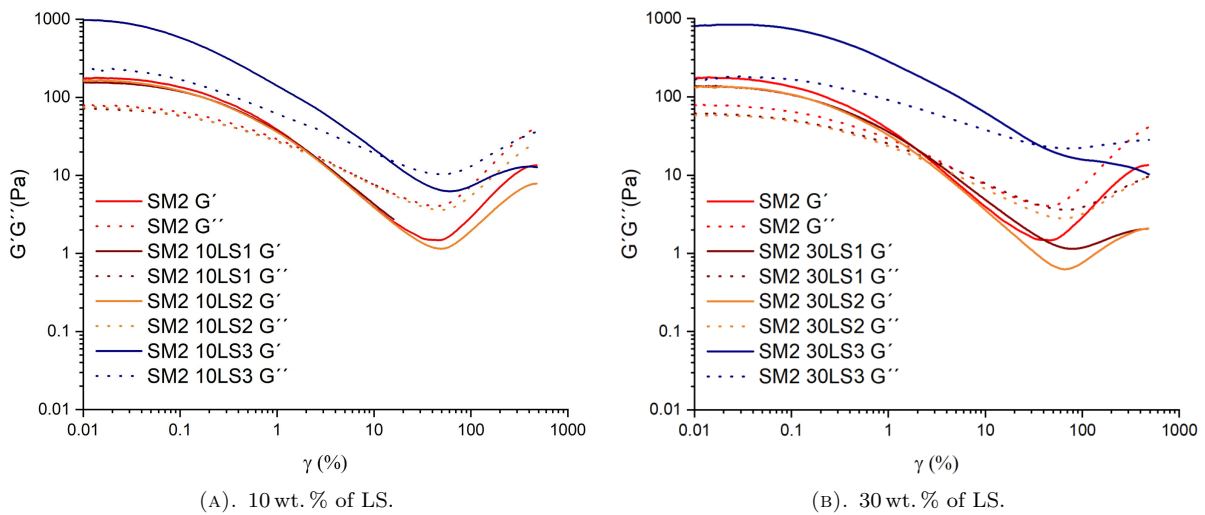 1000
100
10
1
0.1
0.01
G´G´´(Pa)
SM2 G´
SM2 G´´
SM2 10LS1 G´
SM2 10LS1 G´´
SM2 10LS2 G´
SM2 10LS2 G´´
SM2 10LS3 G´
SM2 10LS3 G´´
0.01 0.1 1 10 100 1000
γ (%)
(A). 10 wt. % of LS.
1000
100
10
1
0.1
0.01
G´G´´(Pa)
SM2 G´
SM2 G´´
SM2 30LS1 G´
SM2 30LS1 G´´
SM2 30LS2 G´
SM2 30LS2 G´´
SM2 30LS3 G´
SM2 30LS3 G´´
0.01 0.1 1 10 100 1000
γ (%)
(B). 30 wt. % of LS.